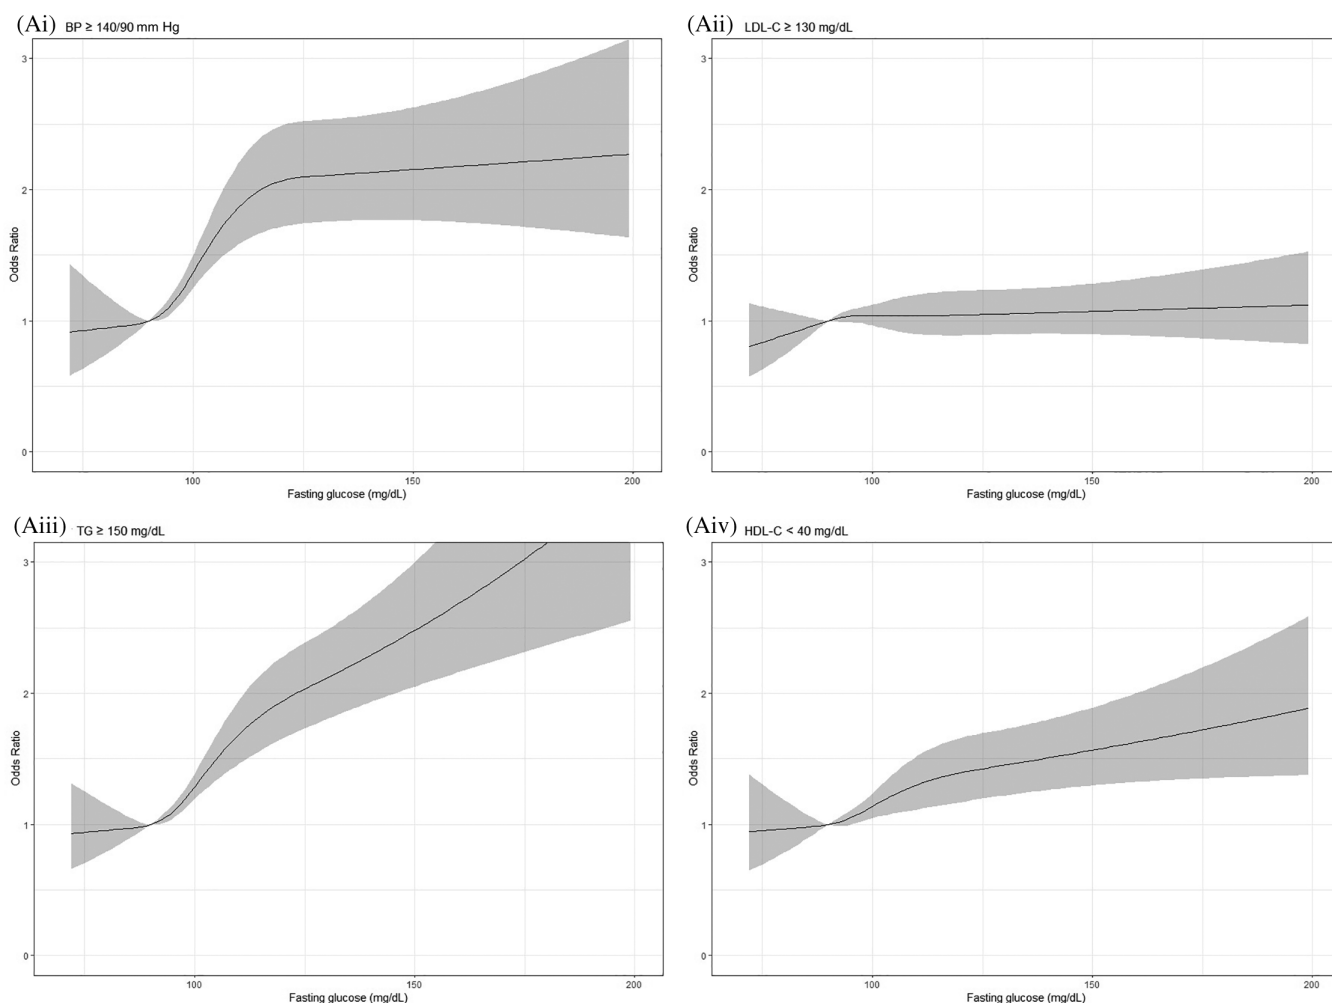 (Ai) BP ≥ 140/90 mm Hg
3
2
1
0
Odds Ratio
100 150 200
Fasting glucose (mg/dL)
(Aii) LDL-C ≥ 130 mg/dL
3
2
1
0
Odds Ratio
100 150 200
Fasting glucose (mg/dL)
(Aiii) TG ≥ 150 mg/dL
3
2
1
0
Odds Ratio
100 150 200
Fasting glucose (mg/dL)
(Aiv) HDL-C < 40 mg/dL
3
2
1
0
Odds Ratio
100 150 200
Fasting glucose (mg/dL)